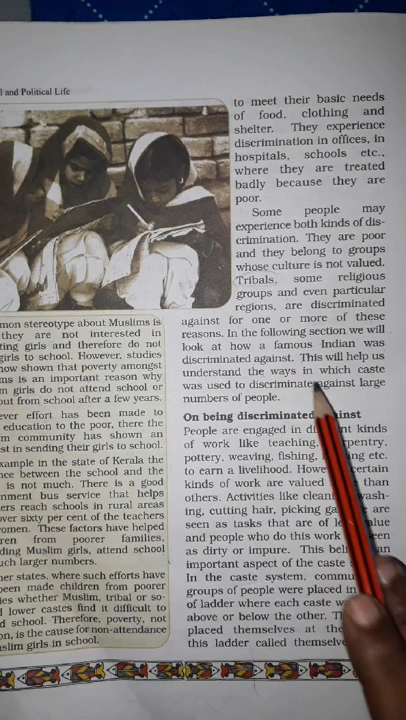 l and Political Life
to meet their basic needs
of food, clothing and
shelter. They experience
discrimination in offices, in
hospitals, schools etc.,
where they are treated
badly because they are
poor.
Some people may
experience both kinds of dis-
crimination. They are poor
and they belong to groups
whose culture is not valued.
Tribals, some religious
groups and even particular
regions, are discriminated
against for one or more of these
reasons. In the following section we will
look at how a famous Indian was
discriminated against. This will help us
understand the ways in which caste
was used to discriminate against large
numbers of people.
On being discriminated against
People are engaged in kinds
of work like teaching, carpentry,
pottery, weaving, fishing, etc.
to earn a livelihood. However certain
kinds of work are valued than
others. Activities like wash-
ing, cutting hair, picking are
seen as tasks that are of
and people who do this work
as dirty or impure. This an
important aspect of the caste
In the caste system,
groups of people were placed in
of ladder where each caste
above or below the other.
placed themselves at the
this ladder called
mon stereotype about Muslims is
they are not interested in
ting girls and therefore do not
girls to school. However, studies
now shown that poverty amongst
ms is an important reason why
m girls do not attend school or
out from school after a few years.
ever effort has been made to
education to the poor, there the
m community has shown an
est in sending their girls to school.
xample in the state of Kerala the
nce between the school and the
is not much. There is a good
nment bus service that helps
ers reach schools in rural areas
over sixty per cent of the teachers
women. These factors have helped
ren from poorer families,
ding Muslim girls, attend school
uch larger numbers.
her states, where such efforts have
been made children from poorer
ies whether Muslim, tribal or so-
d lower castes find it difficult to
d school. Therefore, poverty, not
on, is the cause for non-attendance
uslim girls in school.